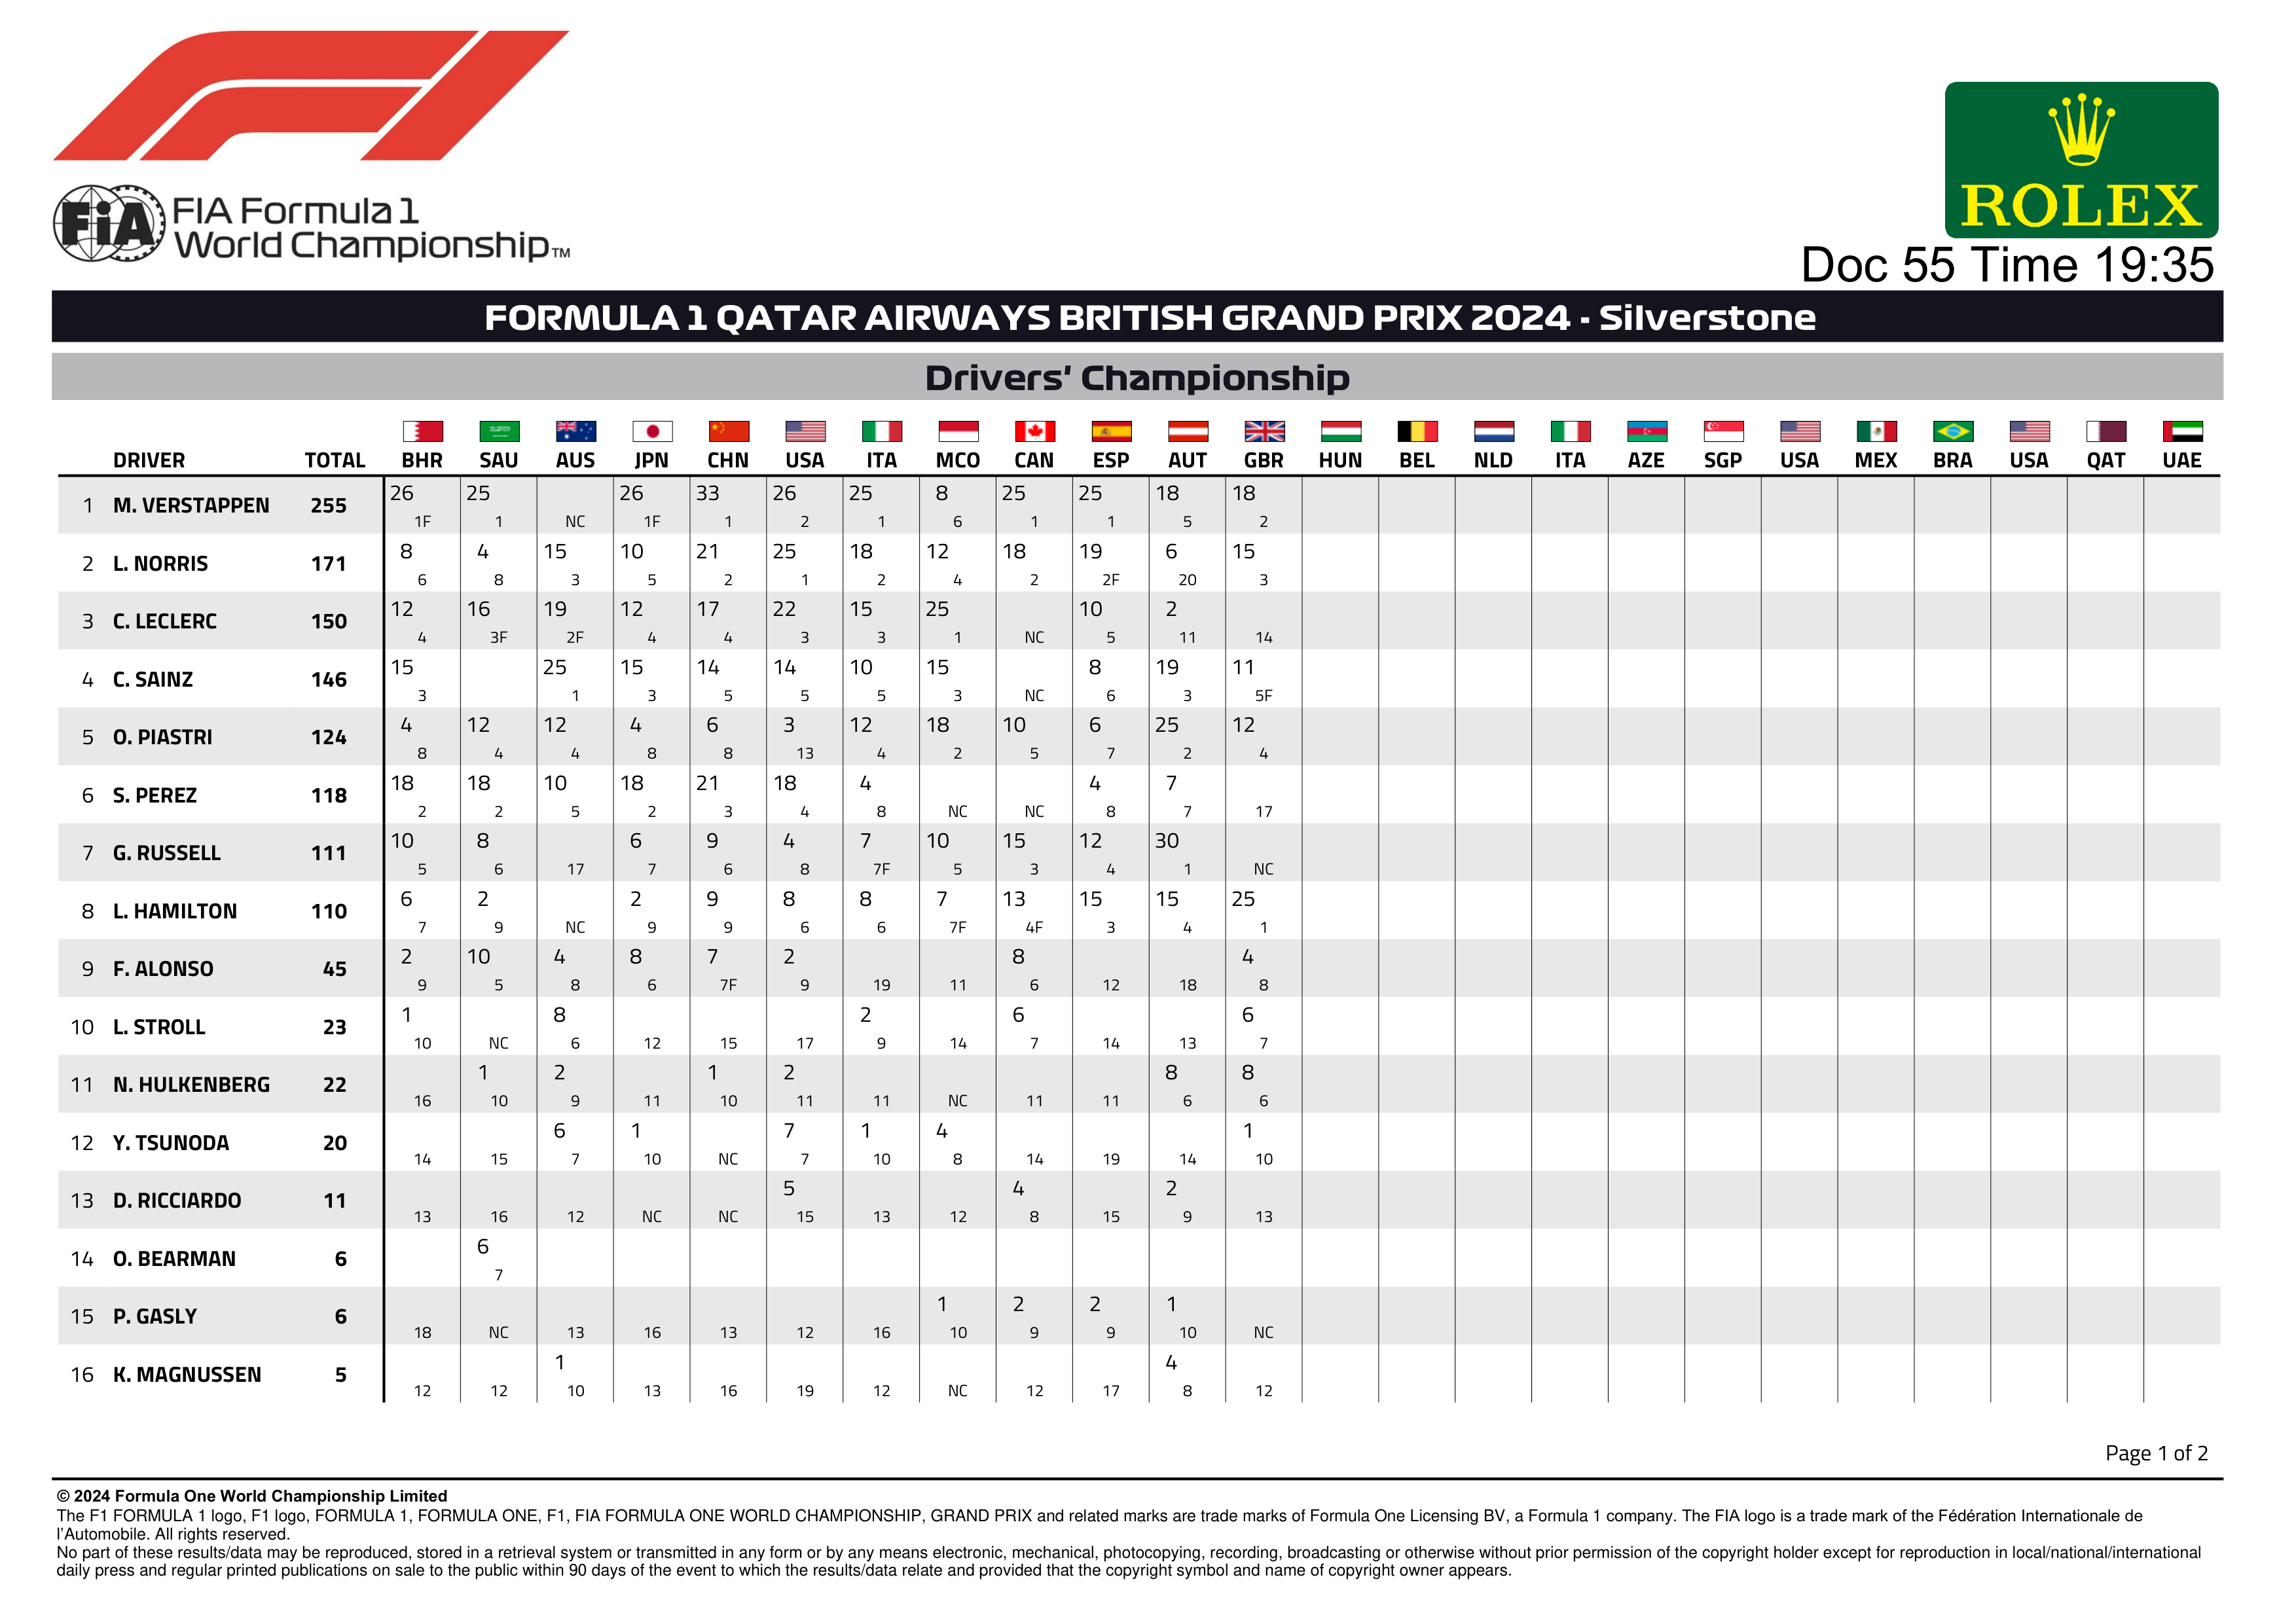 FIA FIA Formula 1
World Championship™
ROLEX
Doc 55 Time 19:35
FORMULA 1 QATAR AIRWAYS BRITISH GRAND PRIX 2024 - Silverstone
Drivers' Championship
DRIVER TOTAL BHR SAU AUS JPN CHN USA ITA MCO CAN ESP AUT GBR HUN BEL NLD ITA AZE SGP USA MEX BRA USA QAT UAE
26 25 26 33 26 25 8 25 25 18 18
1 M. VERSTAPPEN 255
1F 1 NC 1F 1 2 1 6 1 1 5 2
8 4 15 10 21 25 18 12 18 19 6 15
2 L. NORRIS 171
6 8 3 5 2 1 2 4 2 2F 20 3
12 16 19 12 17 22 15 25 10 2
3 C. LECLERC 150
4 3F 2F 4 4 3 3 1 NC 5 11 14
15 25 15 14 14 10 15 8 19 11
4 C. SAINZ 146
3 1 3 5 5 5 3 NC 6 3 5F
4 12 12 4 6 3 12 18 10 6 25 12
5 O. PIASTRI 124
8 4 4 8 8 13 4 2 5 7 2 4
18 18 10 18 21 18 4 4 7
6 S. PEREZ 118
2 2 5 2 3 4 8 NC NC 8 7 17
10 8 6 9 4 7 10 15 12 30
7 G. RUSSELL 111
5 6 17 7 6 8 7F 5 3 4 1 NC
6 2 2 9 8 8 7 13 15 15 25
8 L. HAMILTON 110
7 9 NC 9 9 6 6 7F 4F 3 4 1
2 10 4 8 7 2 8 4
9 F. ALONSO 45
9 5 8 6 7F 9 19 11 6 12 18 8
1 8 2 6 6
10 L. STROLL 23
10 NC 6 12 15 17 9 14 7 14 13 7
1 2 1 2 8 8
11 N. HULKENBERG 22
16 10 9 11 10 11 11 NC 11 11 6 6
6 1 7 1 4 1
12 Y. TSUNODA 20
14 15 7 10 NC 7 10 8 14 19 14 10
5 4 2
13 D. RICCIARDO 11
13 16 12 NC NC 15 13 12 8 15 9 13
6
14 O. BEARMAN 6
7
1 2 2 1
15 P. GASLY 6
18 NC 13 16 13 12 16 10 9 9 10 NC
1 4
16 K. MAGNUSSEN 5
12 12 10 13 16 19 12 NC 12 17 8 12
Page 1 of 2
© 2024 Formula One World Championship Limited
The F1 FORMULA 1 logo, F1 logo, FORMULA 1, FORMULA ONE, F1, FIA FORMULA ONE WORLD CHAMPIONSHIP, GRAND PRIX and related marks are trade marks of Formula One Licensing BV, a Formula 1 company. The FIA logo is a trade mark of the Fédération Internationale de
l'Automobile. All rights reserved.
No part of these results/data may be reproduced, stored in a retrieval system or transmitted in any form or by any means electronic, mechanical, photocopying, recording, broadcasting or otherwise without prior permission of the copyright holder except for reproduction in local/national/international
daily press and regular printed publications on sale to the public within 90 days of the event to which the results/data relate and provided that the copyright symbol and name of copyright owner appears.